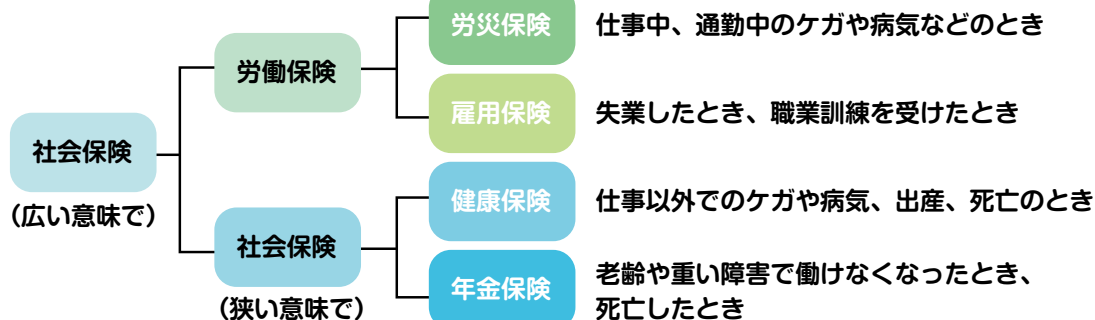 社会保険
(広い意味で)
労働保険
社会保険
(狭い意味で)
労災保険
仕事中、通勤中のケガや病気などのとき
雇用保険
失業したとき、職業訓練を受けたとき
健康保険
仕事以外でのケガや病気、出産、死亡のとき
年金保険
老齢や重い障害で働けなくなったとき、
死亡したとき